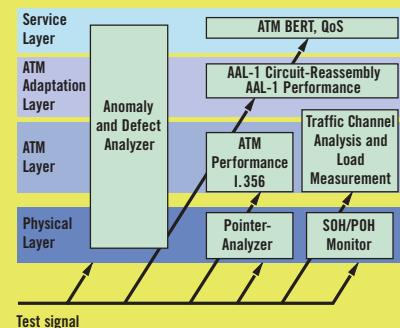 Service
Layer
ATM BERT, QoS
ATM
Adaptation
Layer
AAL-1 Circuit-Reassembly
AAL-1 Performance
Anomaly
and Defect
Analyzer
ATM
Layer
ATM
Performance
I.356
Traffic Channel
Analysis and
Load
Measurement
Physical
Layer
Pointer-
Analyzer
SOH/POH
Monitor
Test signal